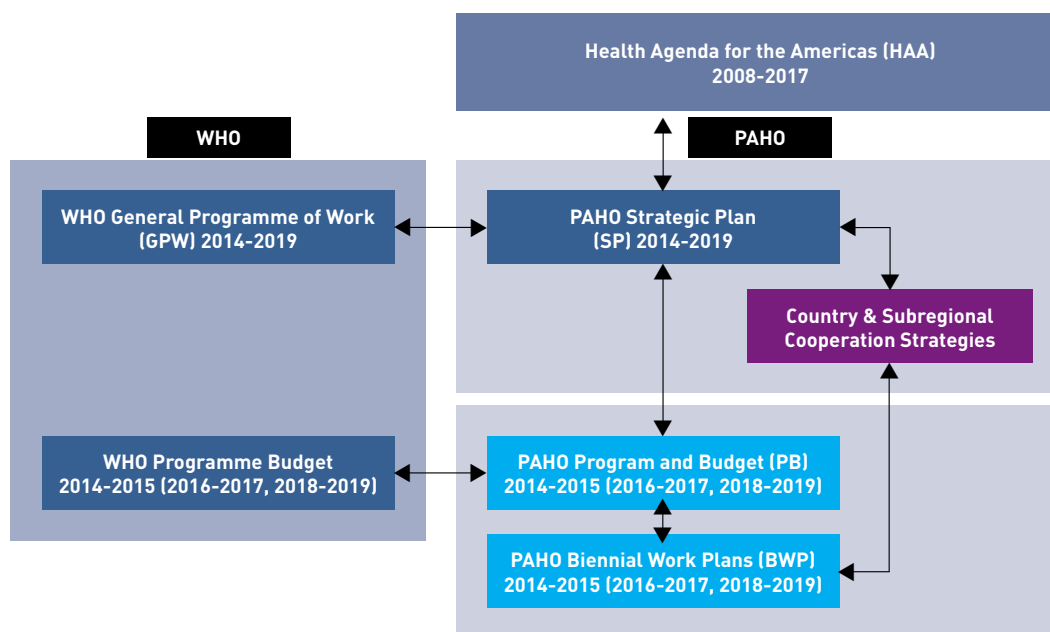 Health Agenda for the Americas (HAA)
2008-2017
WHO
PAHO
WHO General Programme of Work
(GPW) 2014-2019
PAHO Strategic Plan
(SP) 2014-2019
Country & Subregional
Cooperation Strategies
WHO Programme Budget
2014-2015 (2016-2017, 2018-2019)
PAHO Program and Budget (PB)
2014-2015 (2016-2017, 2018-2019)
PAHO Biennial Work Plans (BWP)
2014-2015 (2016-2017, 2018-2019)